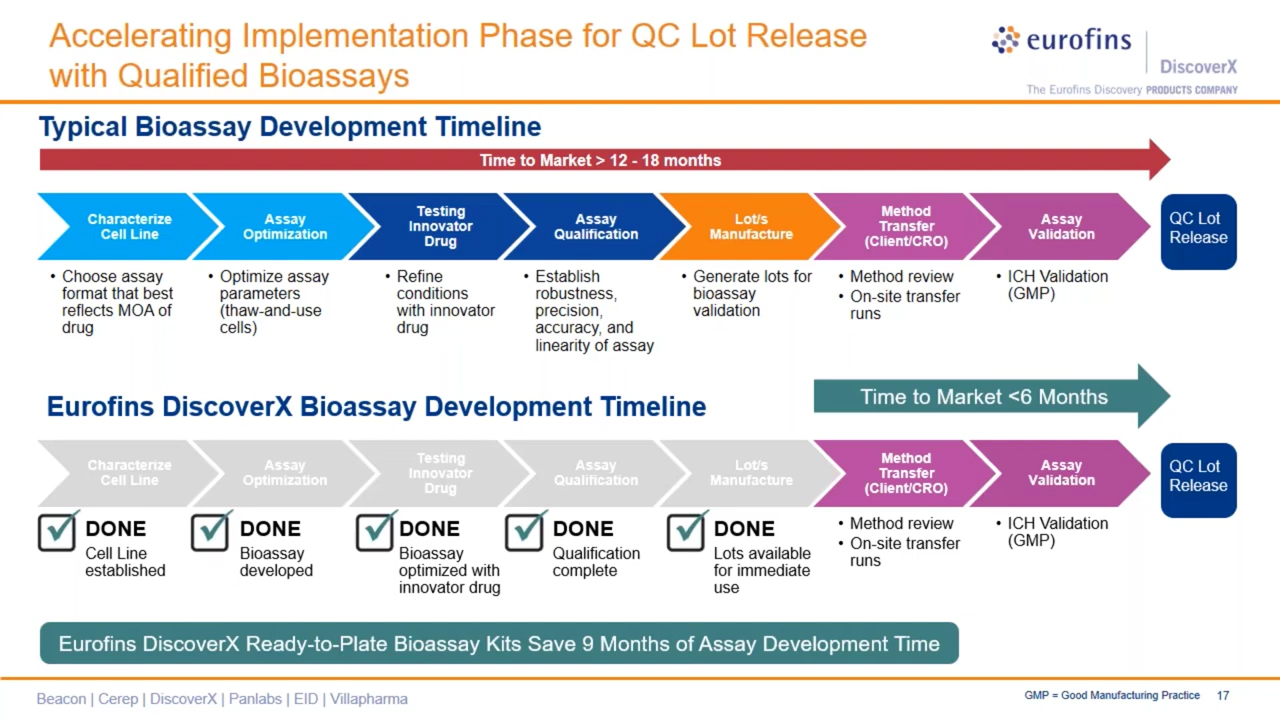 Accelerating Implementation Phase for QC Lot Release
with Qualified Bioassays
eurofins
DiscoverX
The Eurofins Discovery PRODUCTS COMPANY
Typical Bioassay Development Timeline
Time to Market > 12 - 18 months
Characterize
Cell Line
Assay
Optimization
Testing
Innovator
Drug
Assay
Qualification
Lot/s
Manufacture
Method
Transfer
(Client/CRO)
Assay
Validation
QC Lot
Release
• Choose assay
format that best
reflects MOA of
drug
• Optimize assay
parameters
(thaw-and-use
cells)
• Refine
conditions
with innovator
drug
• Establish
robustness,
precision,
accuracy, and
linearity of assay
• Generate lots for
bioassay
validation
• Method review
• On-site transfer
runs
• ICH Validation
(GMP)
Eurofins DiscoverX Bioassay Development Timeline
Time to Market <6 Months
Characterize
Cell Line
Assay
Optimization
Testing
Innovator
Drug
Assay
Qualification
Lot/s
Manufacture
Method
Transfer
(Client/CRO)
Assay
Validation
QC Lot
Release
DONE
Cell Line
established
DONE
Bioassay
developed
DONE
Bioassay
optimized with
innovator drug
DONE
Qualification
complete
DONE
Lots available
for immediate
use
• Method review
• On-site transfer
runs
• ICH Validation
(GMP)
Eurofins DiscoverX Ready-to-Plate Bioassay Kits Save 9 Months of Assay Development Time
Beacon | Cerep | DiscoverX | Panlabs | EID | Villapharma
GMP = Good Manufacturing Practice 17